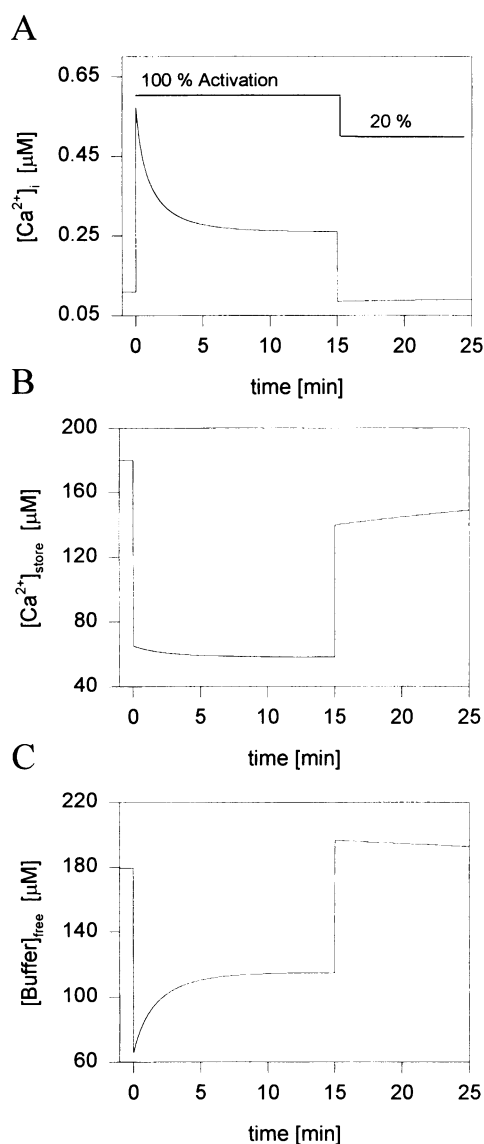 A
[Ca²⁺]ᵢ [µM]
0.65
0.45
0.25
0.05
100 % Activation
20 %
0 5 10 15 20 25
time [min]
B
[Ca²⁺]store [µM]
200
160
120
80
40
0 5 10 15 20 25
time [min]
C
[Buffer]free [µM]
220
180
140
100
60
0 5 10 15 20 25
time [min]